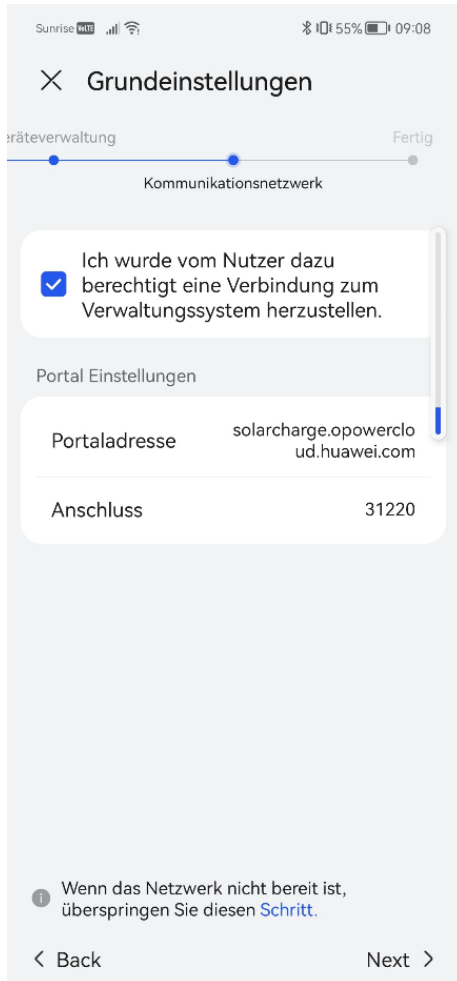 Sunrise VoLTE 55% 09:08
Grundeinstellungen
eräteverwaltung
Fertig
Kommunikationsnetzwerk
Ich wurde vom Nutzer dazu
berechtigt eine Verbindung zum
Verwaltungssystem herzustellen.
Portal Einstellungen
Portaladresse
solarcharge.opowerclo
ud.huawei.com
Anschluss
31220
Wenn das Netzwerk nicht bereit ist,
überspringen Sie diesen Schritt.
Back
Next